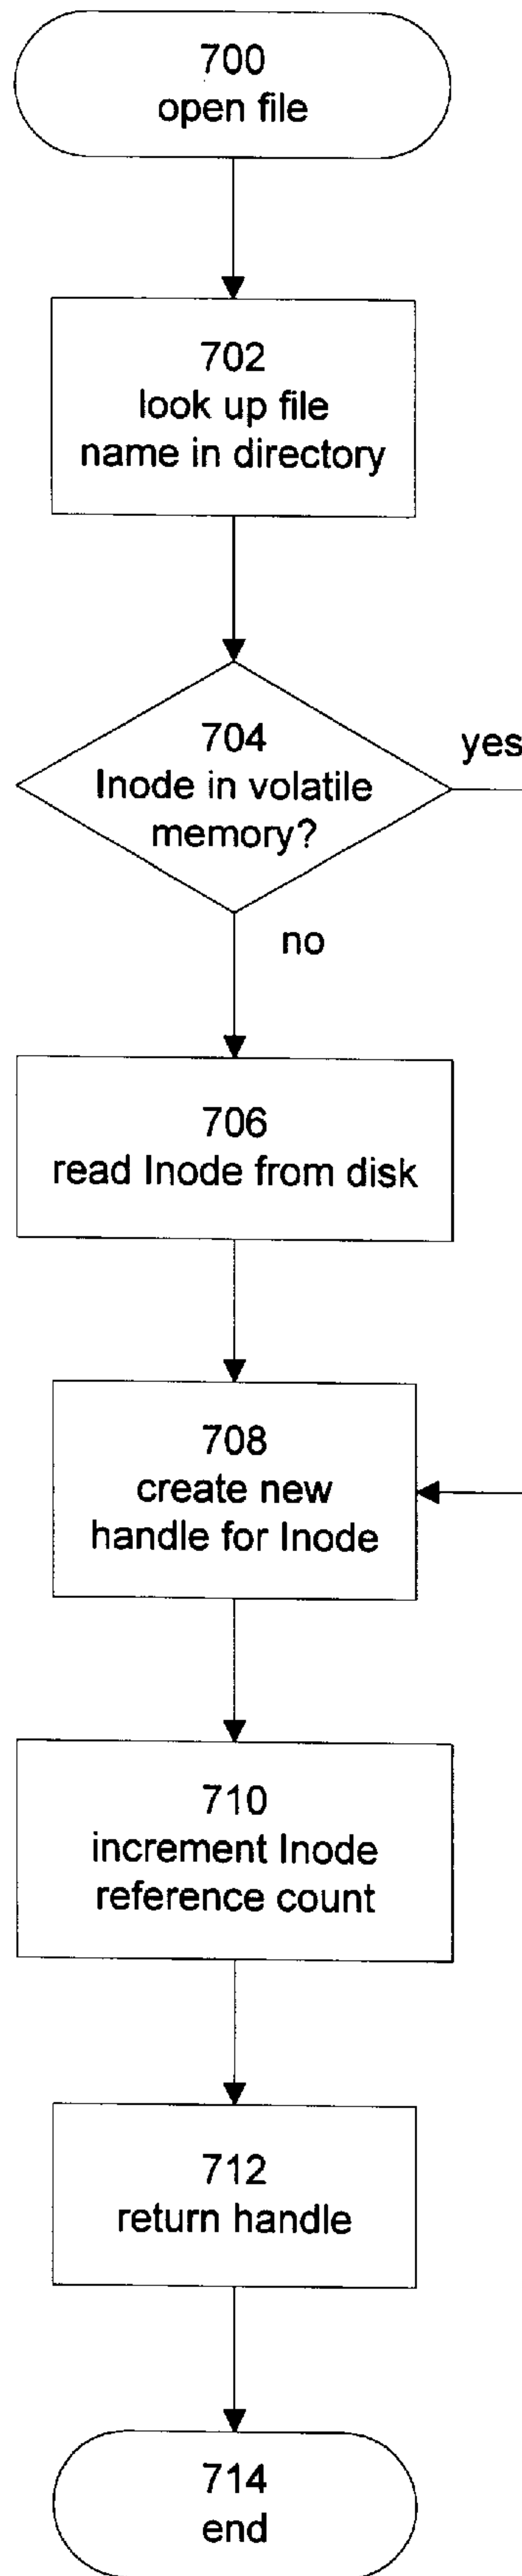 700
open file
702
look up file
name in directory
704
Inode in volatile
memory?
yes
no
706
read Inode from disk
708
create new
handle for Inode
710
increment Inode
reference count
712
return handle
714
end